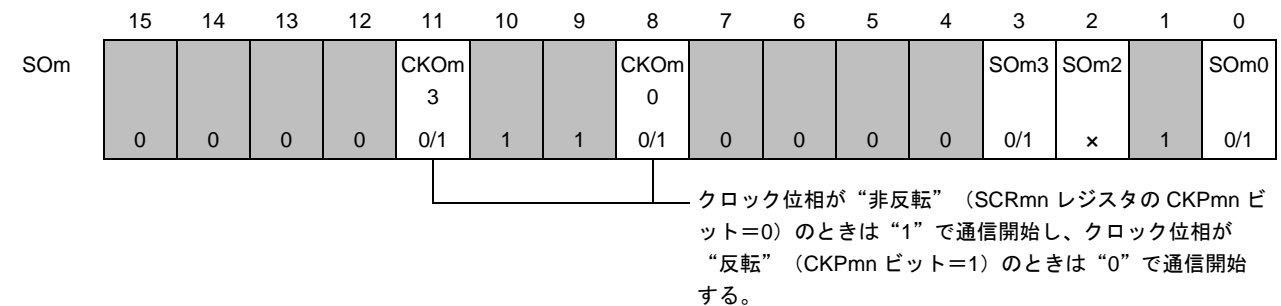 15 14 13 12 11 10 9 8 7 6 5 4 3 2 1 0
SOm CKOm CKOm SOm3 SOm2 SOm0
3 0
0 0 0 0 0/1 1 1 0/1 0 0 0 0 0/1 × 1 0/1
クロック位相が“非反転” （SCRmn レジスタの CKPmn ビ
ット＝0）のときは“1”で通信開始し、クロック位相が
“反転” （CKPmn ビット＝1）のときは“0”で通信開始
する。